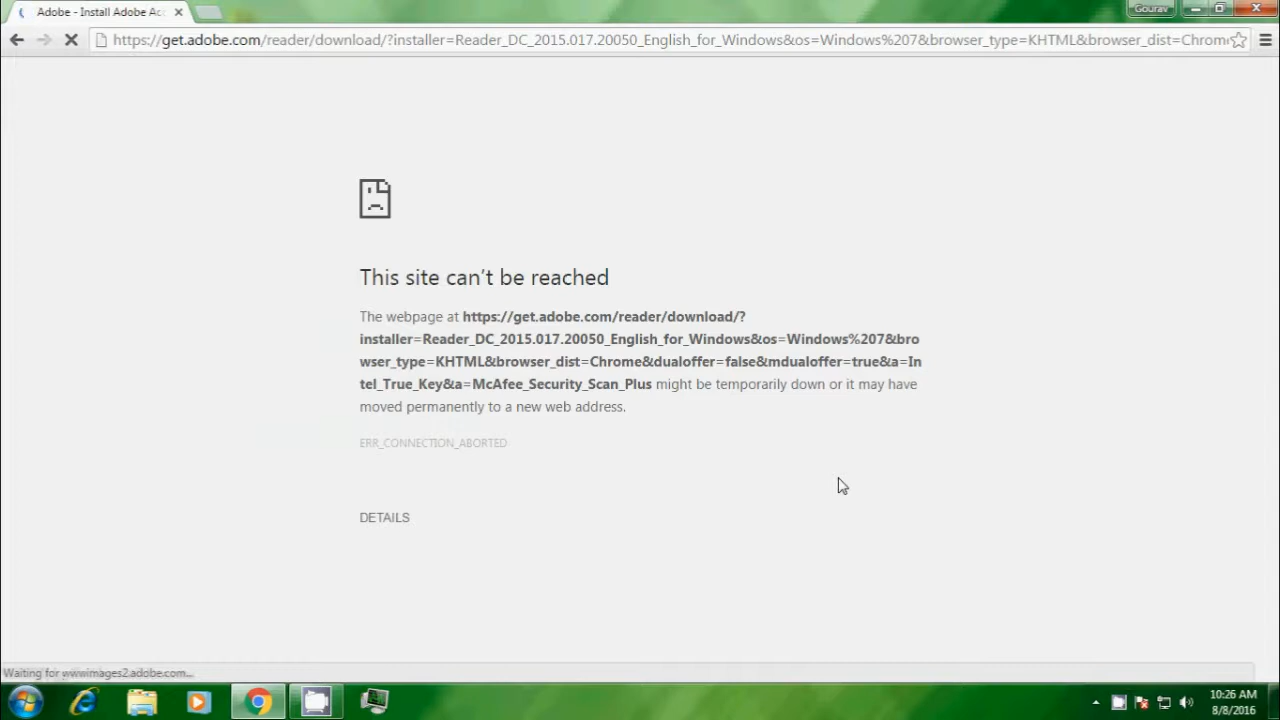 Adobe - Install Adobe Acc
Gourav
https://get.adobe.com/reader/download/?installer=Reader_DC_2015.017.20050_English_for_Windows&os=Windows%207&browser_type=KHTML&browser_dist=Chrome
This site can't be reached
The webpage at https://get.adobe.com/reader/download/?
installer=Reader_DC_2015.017.20050_English_for_Windows&os=Windows%207&bro
wser_type=KHTML&browser_dist=Chrome&dualoffer=false&mdualoffer=true&a=In
tel_True_Key&a=McAfee_Security_Scan_Plus might be temporarily down or it may have
moved permanently to a new web address.
ERR_CONNECTION_ABORTED
DETAILS
Waiting for wwwimages2.adobe.com...
10:26 AM
8/8/2016